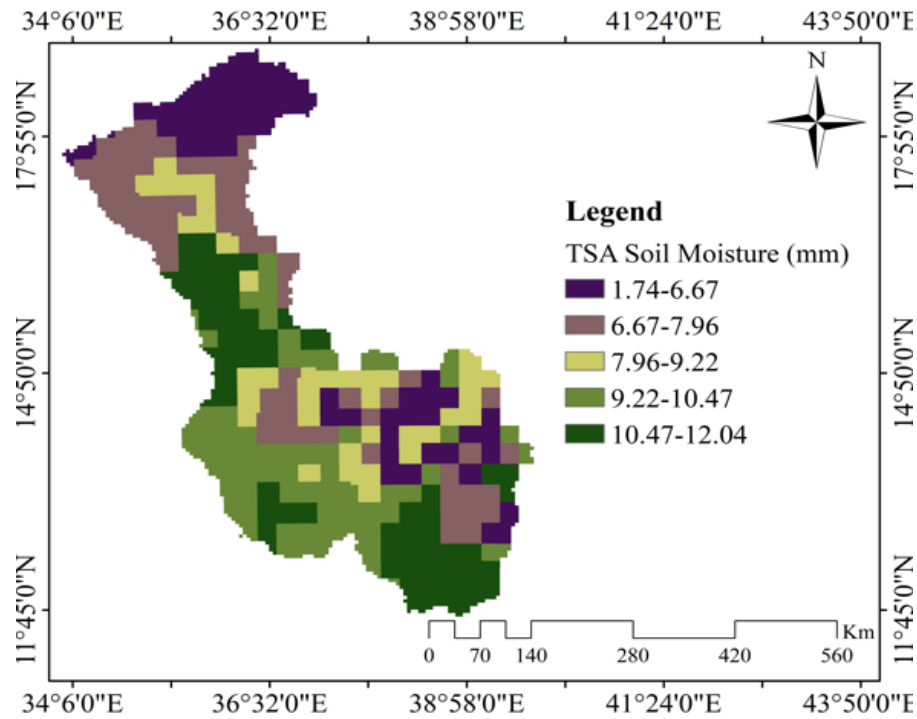 34°6'0"E 36°32'0"E 38°58'0"E 41°24'0"E 43°50'0"E
N
17°55'0"N 17°55'0"N
Legend
TSA Soil Moisture (mm)
1.74-6.67
6.67-7.96
14°50'0"N 14°50'0"N
7.96-9.22
9.22-10.47
10.47-12.04
11°45'0"N 11°45'0"N
Km
0 70 140 280 420 560
34°6'0"E 36°32'0"E 38°58'0"E 41°24'0"E 43°50'0"E